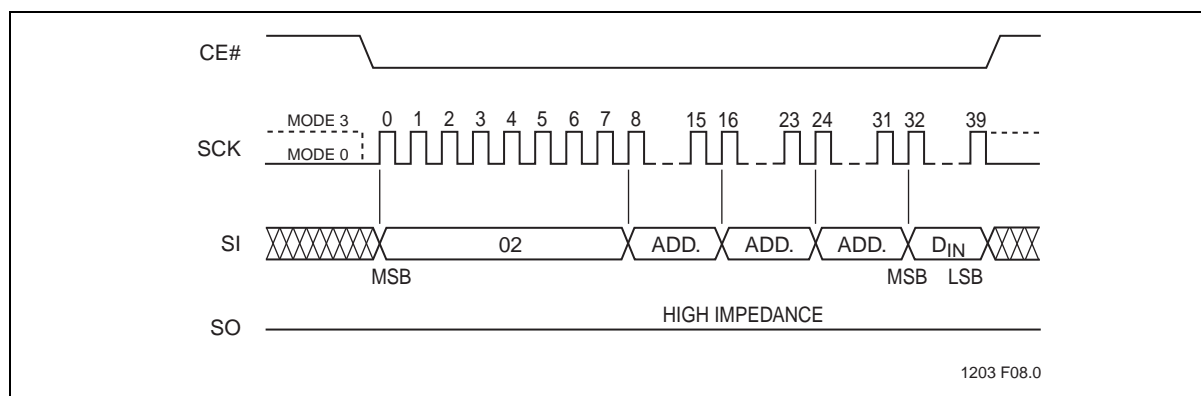 CE#
MODE 3
0 1 2 3 4 5 6 7 8 15 16 23 24 31 32 39
SCK
MODE 0
SI
02 ADD. ADD. ADD. DIN
MSB MSB LSB
HIGH IMPEDANCE
SO
1203 F08.0